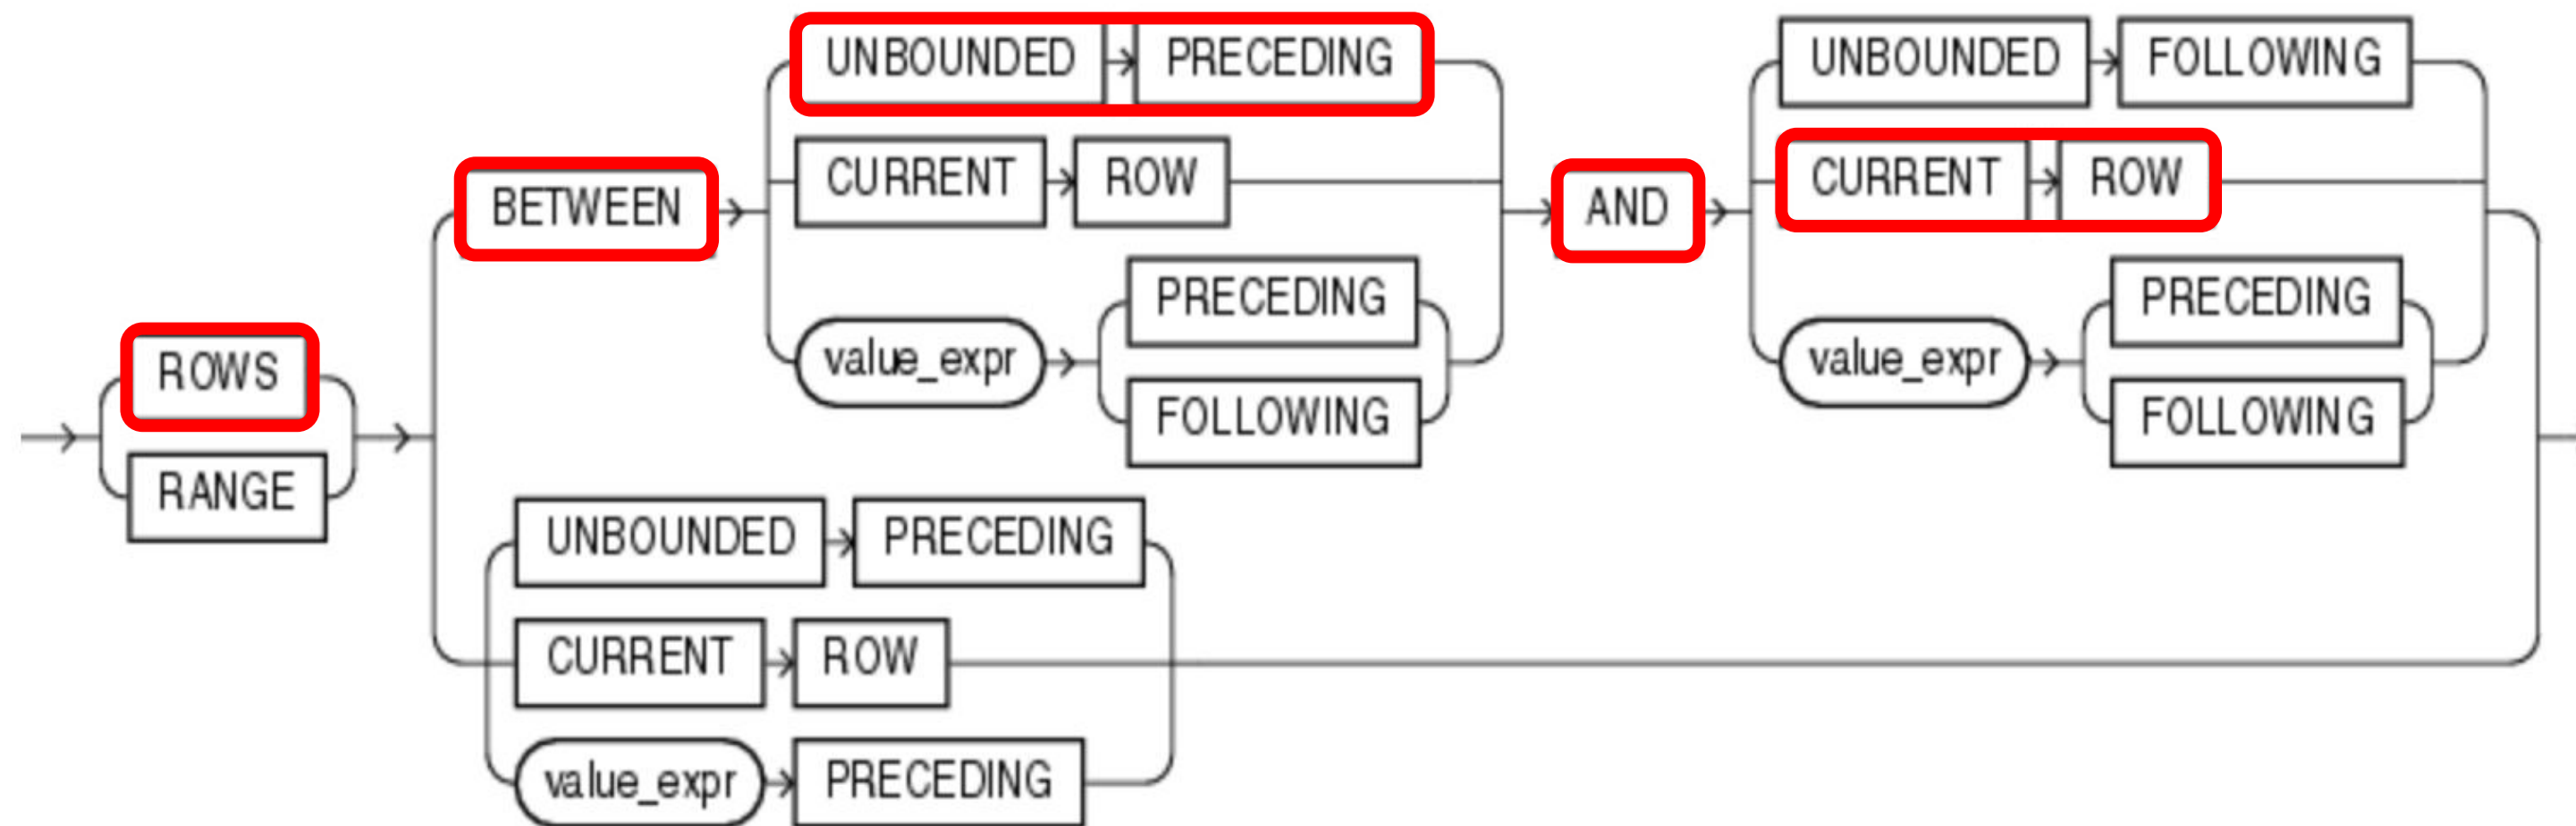 UNBOUNDED PRECEDING
UNBOUNDED FOLLOWING
CURRENT ROW
CURRENT ROW
BETWEEN
AND
PRECEDING
PRECEDING
value_expr
value_expr
ROWS
FOLLOWING
FOLLOWING
RANGE
UNBOUNDED PRECEDING
CURRENT ROW
value_expr PRECEDING